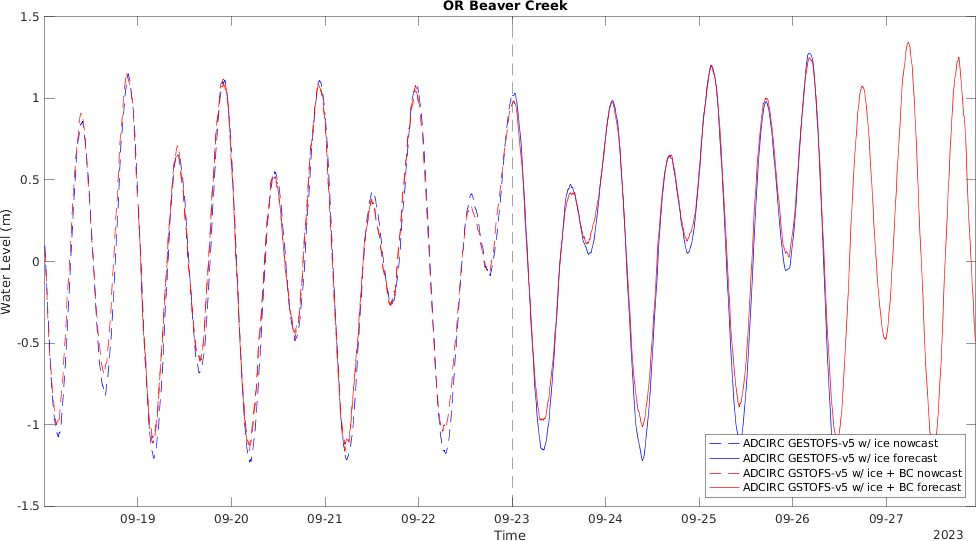 OR Beaver Creek
1.5
1
0.5
0
-0.5
-1
-1.5
Water Level (m)
ADCIRC GESTOFS-v5 w/ ice nowcast
ADCIRC GESTOFS-v5 w/ ice forecast
ADCIRC GSTOFS-v5 w/ ice + BC nowcast
ADCIRC GSTOFS-v5 w/ ice + BC forecast
09-19 09-20 09-21 09-22 09-23 09-24 09-25 09-26 09-27
Time
2023